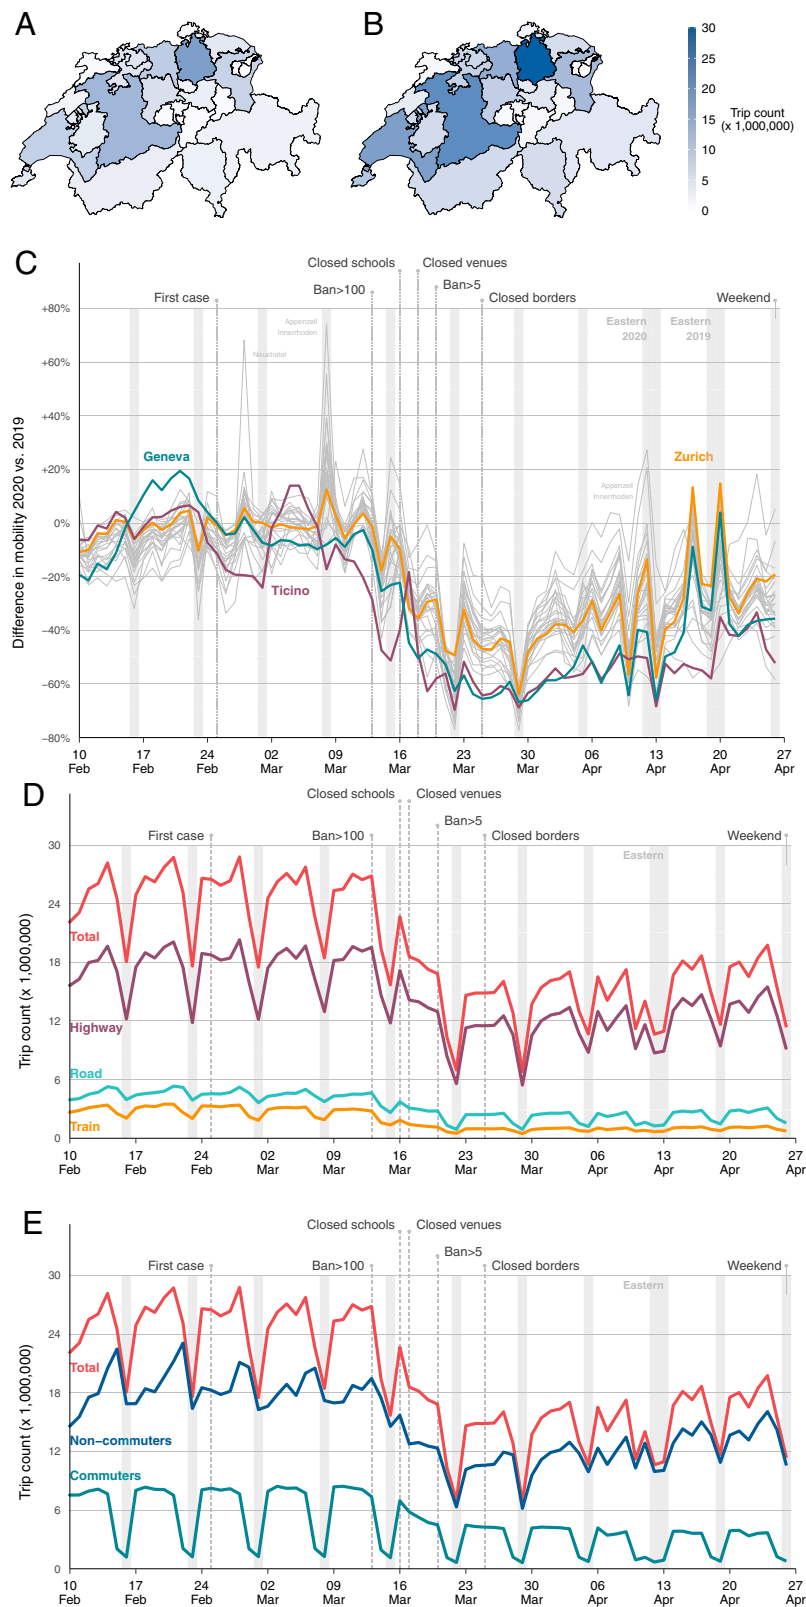 A
B
30
25
20
15
10
5
0
Trip count
(x 1,000,000)
C
Closed schools
Closed venues
Ban>100
Ban>5
First case
Closed borders
Weekend
+80%
+60%
+40%
+20%
0%
−20%
−40%
−60%
−80%
Difference in mobility 2020 vs. 2019
Appenzell
Innerrhoden
Neuchatel
Eastern
2020
Eastern
2019
Geneva
Zurich
Appenzell
Innerrhoden
Ticino
10 17 24 02 09 16 23 30 06 13 20 27
Feb Feb Feb Mar Mar Mar Mar Mar Apr Apr Apr Apr
D
Closed schools
Closed venues
Ban>5
First case
Ban>100
Closed borders
Weekend
Eastern
30
24
18
12
6
0
Trip count (x 1,000,000)
Total
Highway
Road
Train
10 17 24 02 09 16 23 30 06 13 20 27
Feb Feb Feb Mar Mar Mar Mar Mar Apr Apr Apr Apr
E
Closed schools
Closed venues
Ban>5
First case
Ban>100
Closed borders
Weekend
Eastern
30
24
18
12
6
0
Trip count (x 1,000,000)
Total
Non−commuters
Commuters
10 17 24 02 09 16 23 30 06 13 20 27
Feb Feb Feb Mar Mar Mar Mar Mar Apr Apr Apr Apr